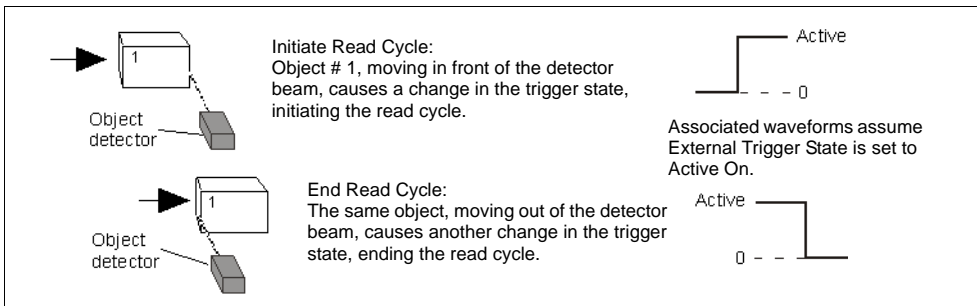 1
Initiate Read Cycle:
Object # 1, moving in front of the detector
beam, causes a change in the trigger state,
initiating the read cycle.
Object
detector
Active
0
Associated waveforms assume
External Trigger State is set to
Active On.
1
End Read Cycle:
The same object, moving out of the detector
beam, causes another change in the trigger
state, ending the read cycle.
Object
detector
Active
0